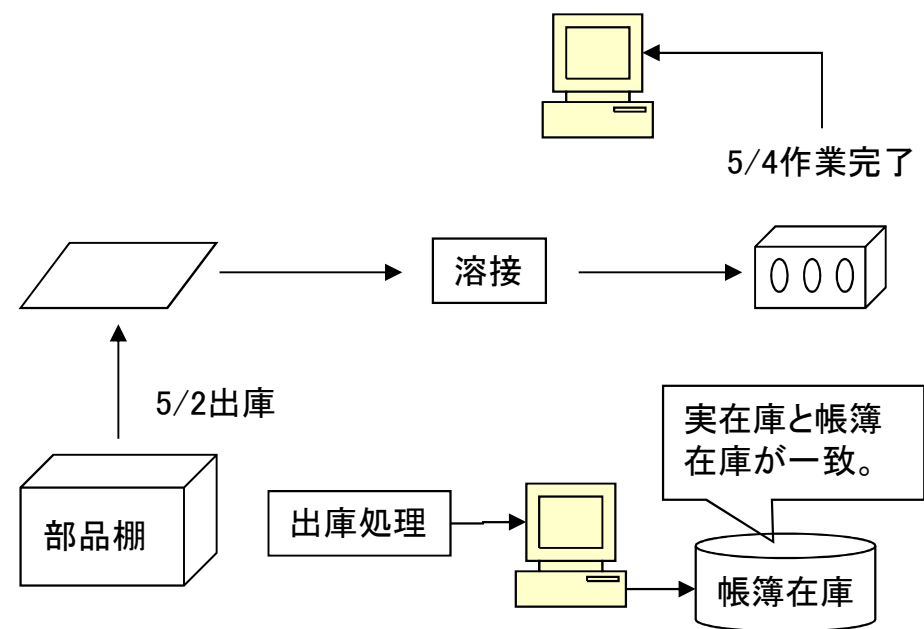 5/4作業完了
溶接
5/2出庫
実在庫と帳簿
在庫が一致。
部品棚
出庫処理
帳簿在庫